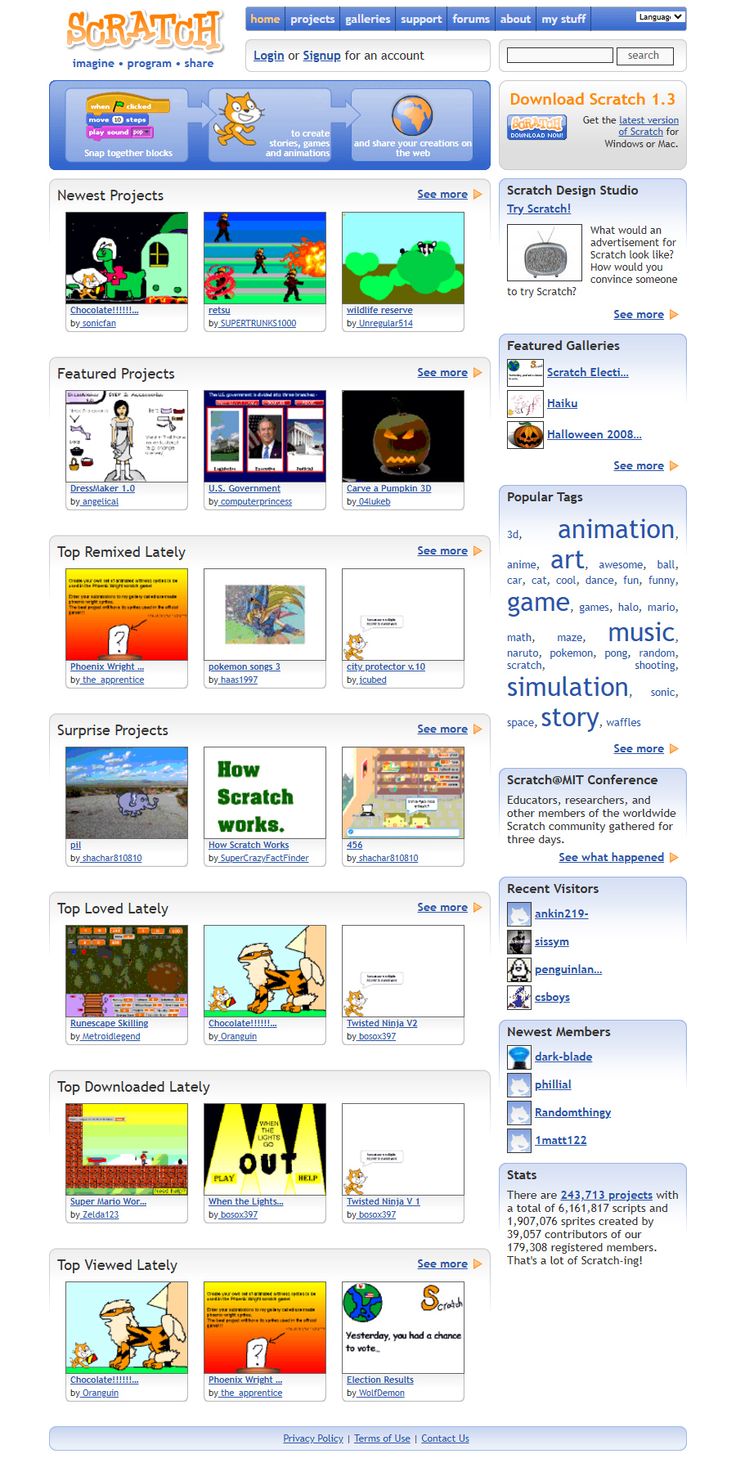 SCRATCH
imagine • program • share
home projects galleries support forums about my stuff
Languag
Login or Signup for an account
search
when clicked
move 10 steps
play sound pop
Snap together blocks
to create
stories, games
and animations
and share your creations on
the web
Download Scratch 1.3
SCRATCH
DOWNLOAD NOW!
Get the latest version
of Scratch for
Windows or Mac.
Newest Projects
See more
Chocolate!!!!!!...
by sonicfan
retsu
by SUPERTRUNKS1000
wildlife reserve
by Unregular514
Featured Projects
See more
DressMaker 1.0
by angelical
The U.S. government is divided into three branches -
Legislative
Executive
Judicial
U.S. Government
by computerprincess
Carve a Pumpkin 3D
by 04lukeb
Top Remixed Lately
See more
?
Phoenix Wright ...
by the_apprentice
pokemon songs 3
by haas1997
city protector v.10
by jcubed
Surprise Projects
See more
pil
by shachar810810
How
Scratch
works.
How Scratch Works
by SuperCrazyFactFinder
456
by shachar810810
Top Loved Lately
See more
Runescape Skilling
by Metroidlegend
Chocolate!!!!!!...
by Oranguin
Twisted Ninja V2
by bosox397
Top Downloaded Lately
Need help?
Super Mario Wor...
by Zelda123
WHEN
THE
LIGHTS
GO
OUT
PLAY
HELP
When the Lights...
by bosox397
Twisted Ninja V 1
by bosox397
Top Viewed Lately
See more
Chocolate!!!!!!...
by Oranguin
?
Phoenix Wright ...
by the_apprentice
Scratch
Yesterday, you had a chance
to vote...
Election Results
by WolfDemon
Scratch Design Studio
Try Scratch!
What would an
advertisement for
Scratch look like?
How would you
convince someone
to try Scratch?
See more
Featured Galleries
Scratch Electi...
Haiku
Halloween 2008...
See more
Popular Tags
3d, animation,
anime, art, awesome, ball,
car, cat, cool, dance, fun, funny,
game, games, halo, mario,
math, maze, music,
naruto, pokemon, pong, random,
scratch, shooting,
simulation, sonic,
space, story, waffles
See more
Scratch@MIT Conference
Educators, researchers, and
other members of the worldwide
Scratch community gathered for
three days.
See what happened
Recent Visitors
ankin219-
sissym
penguinlan...
csboys
Newest Members
dark-blade
phillial
Randomthingy
1matt122
Stats
There are 243,713 projects with
a total of 6,161,817 scripts and
1,907,076 sprites created by
39,057 contributors of our
179,308 registered members.
That's a lot of Scratch-ing!
Privacy Policy | Terms of Use | Contact Us